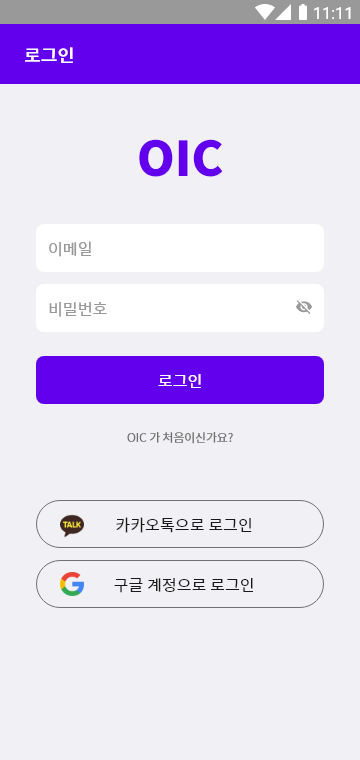 11:11
로그인
OIC
이메일
비밀번호
로그인
OIC 가 처음이신가요?
TALK
카카오톡으로 로그인
구글 계정으로 로그인